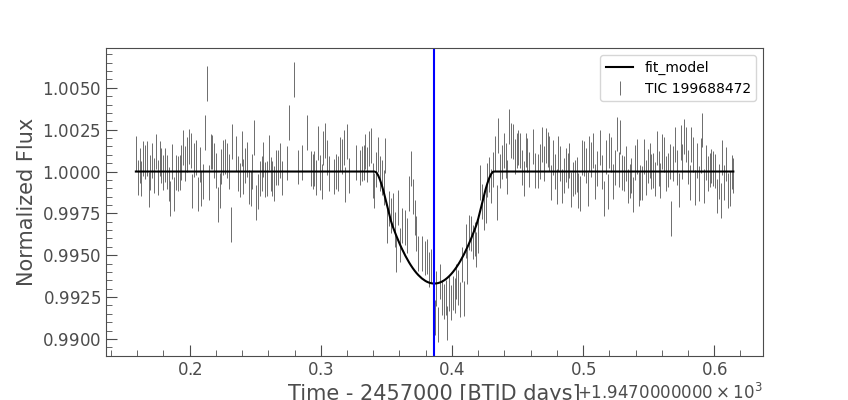 Normalized Flux
1.0050
1.0025
1.0000
0.9975
0.9950
0.9925
0.9900
fit_model
TIC 199688472
0.2 0.3 0.4 0.5 0.6
Time - 2457000 [BTJD days]
+1.9470000000 × 10³